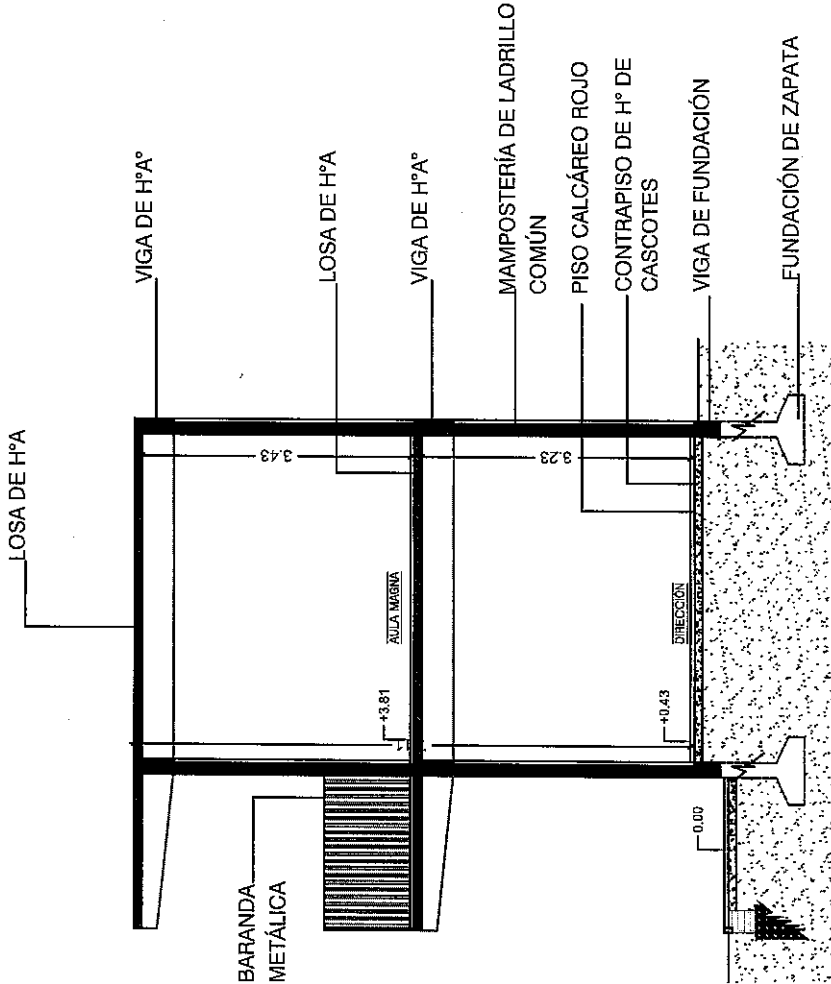 LOSA DE HºA
VIGA DE HºAº
LOSA DE HºA
VIGA DE HºAº
MAMPOSTERÍA DE LADRILLO
COMÚN
PISO CALCÁREO ROJO
CONTRAPISO DE Hº DE
CASCOTES
VIGA DE FUNDACIÓN
FUNDACIÓN DE ZAPATA
BARANDA
METÁLICA
3.43
3.23
AULA MAGNA
+3.81
DIRECCIÓN
+0.43
0.00